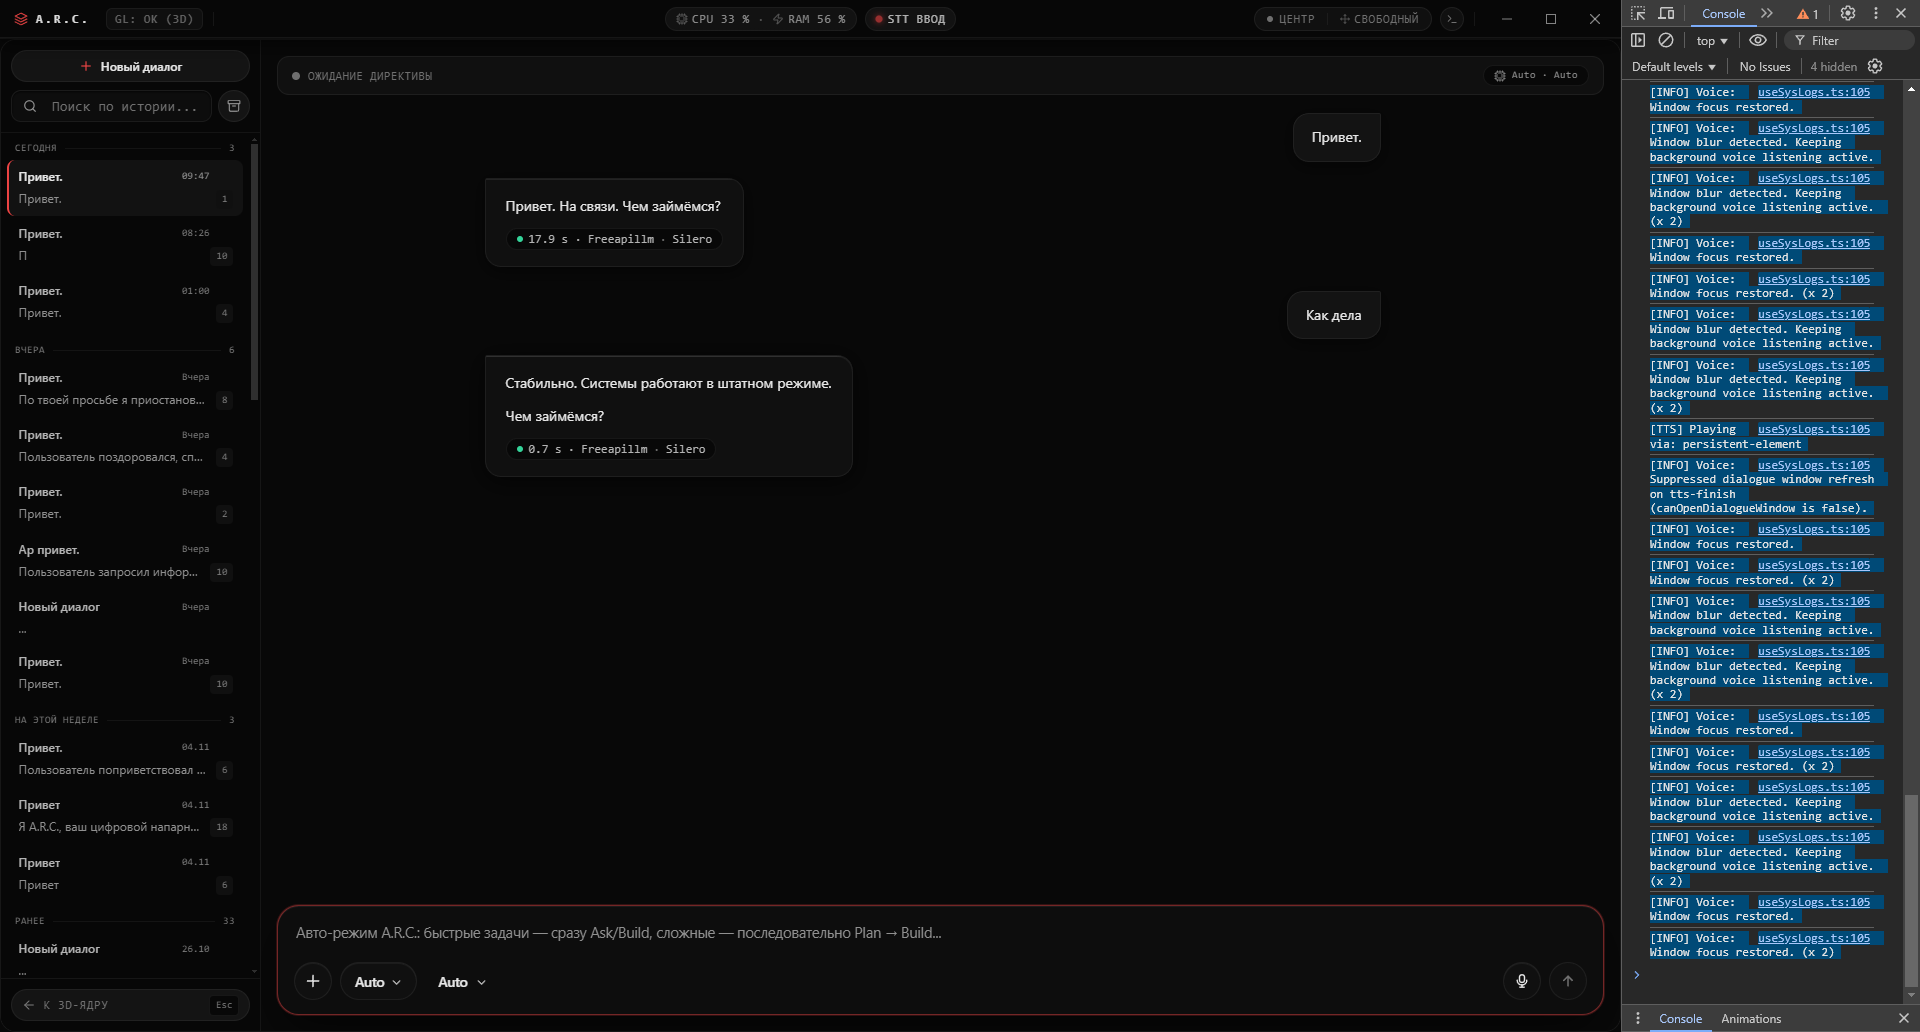 A.R.C.
GL: OK (3D)
CPU 33 % · RAM 56 %
STT ВВОД
ЦЕНТР
СВОБОДНЫЙ
Новый диалог
Поиск по истории...
СЕГОДНЯ 3
Привет. 09:47
Привет. 1
Привет. 08:26
П 10
Привет. 01:00
Привет. 4
ВЧЕРА 6
Привет. Вчера
По твоей просьбе я приостанов... 8
Привет. Вчера
Пользователь поздоровался, сп... 4
Привет. Вчера
Привет. 2
Ар привет. Вчера
Пользователь запросил инфор... 10
Новый диалог Вчера
...
Привет. Вчера
Привет. 10
НА ЭТОЙ НЕДЕЛЕ 3
Привет. 04.11
Пользователь поприветствовал ... 6
Привет 04.11
Я A.R.C., ваш цифровой напарн... 18
Привет 04.11
Привет 6
РАНЕЕ 33
Новый диалог 26.10
...
К 3D-ЯДРУ Esc
ОЖИДАНИЕ ДИРЕКТИВЫ
Auto · Auto
Привет.
Привет. На связи. Чем займёмся?
17.9 s · Freeapillm · Silero
Как дела
Стабильно. Системы работают в штатном режиме.
Чем займёмся?
0.7 s · Freeapillm · Silero
Авто-режим A.R.C.: быстрые задачи — сразу Ask/Build, сложные — последовательно Plan → Build...
Auto
Auto
Console
1
top
Filter
Default levels
No Issues
4 hidden
[INFO] Voice: useSysLogs.ts:105
Window focus restored.
[INFO] Voice: useSysLogs.ts:105
Window blur detected. Keeping
background voice listening active.
[INFO] Voice: useSysLogs.ts:105
Window blur detected. Keeping
background voice listening active.
(x 2)
[INFO] Voice: useSysLogs.ts:105
Window focus restored.
[INFO] Voice: useSysLogs.ts:105
Window focus restored. (x 2)
[INFO] Voice: useSysLogs.ts:105
Window blur detected. Keeping
background voice listening active.
[INFO] Voice: useSysLogs.ts:105
Window blur detected. Keeping
background voice listening active.
(x 2)
[TTS] Playing useSysLogs.ts:105
via: persistent-element
[INFO] Voice: useSysLogs.ts:105
Suppressed dialogue window refresh
on tts-finish
(canOpenDialogueWindow is false).
[INFO] Voice: useSysLogs.ts:105
Window focus restored.
[INFO] Voice: useSysLogs.ts:105
Window focus restored. (x 2)
[INFO] Voice: useSysLogs.ts:105
Window blur detected. Keeping
background voice listening active.
[INFO] Voice: useSysLogs.ts:105
Window blur detected. Keeping
background voice listening active.
(x 2)
[INFO] Voice: useSysLogs.ts:105
Window focus restored.
[INFO] Voice: useSysLogs.ts:105
Window focus restored. (x 2)
[INFO] Voice: useSysLogs.ts:105
Window blur detected. Keeping
background voice listening active.
[INFO] Voice: useSysLogs.ts:105
Window blur detected. Keeping
background voice listening active.
(x 2)
[INFO] Voice: useSysLogs.ts:105
Window focus restored.
[INFO] Voice: useSysLogs.ts:105
Window focus restored. (x 2)
Console
Animations